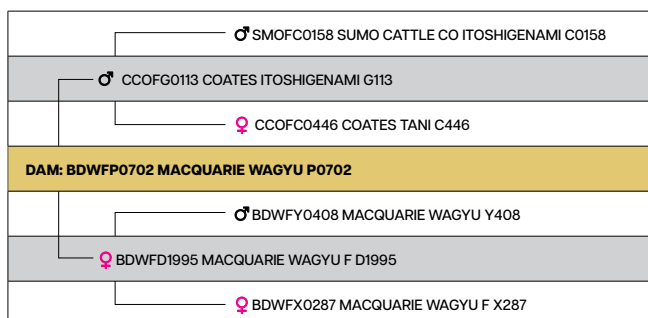 SMOFC0158 SUMO CATTLE CO ITOSHIGENAMI C0158
CCOFG0113 COATES ITOSHIGENAMI G113
CCOFC0446 COATES TANI C446
DAM: BDWFP0702 MACQUARIE WAGYU P0702
BDWFY0408 MACQUARIE WAGYU Y408
BDWFD1995 MACQUARIE WAGYU F D1995
BDWFX0287 MACQUARIE WAGYU F X287